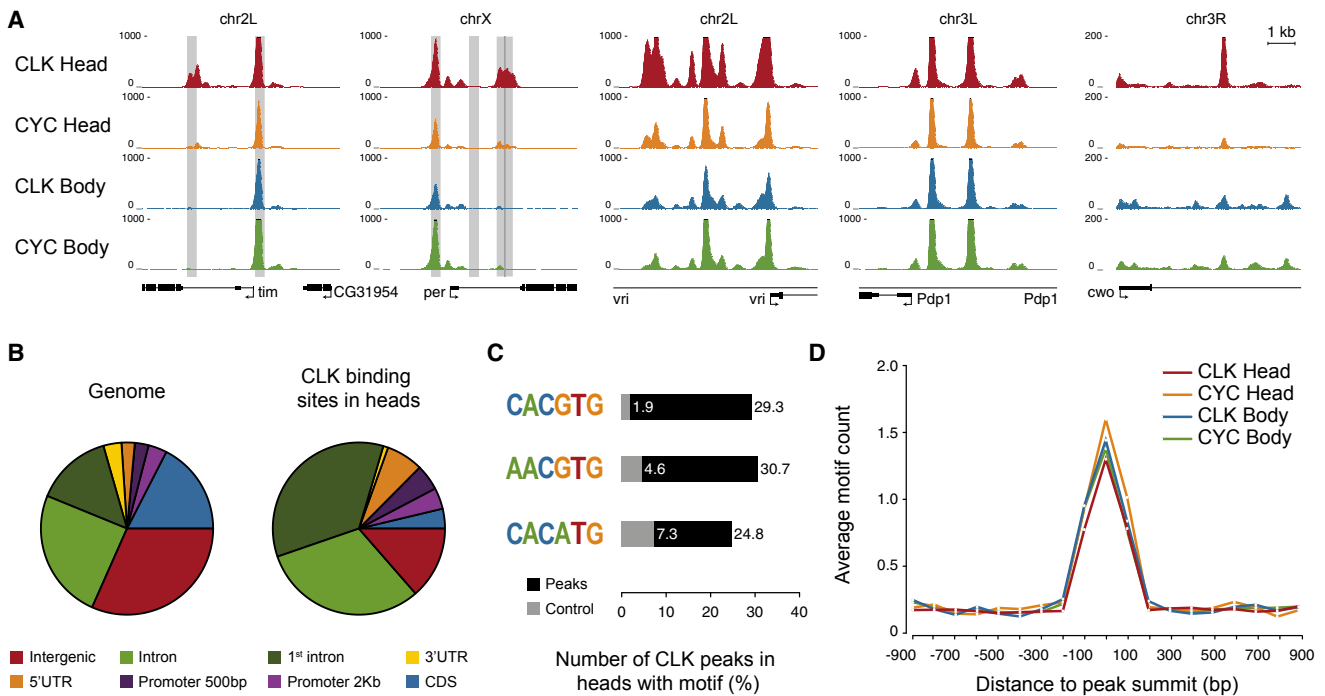 A
chr2L
chrX
chr2L
chr3L
chr3R
1 kb
CLK Head
1000
0
1000
0
1000
0
1000
0
200
0
CYC Head
1000
0
1000
0
1000
0
1000
0
200
0
CLK Body
1000
0
1000
0
1000
0
1000
0
200
0
CYC Body
1000
0
1000
0
1000
0
1000
0
200
0
tim
CG31954
per
vri
vri
Pdp1
Pdp1
cwo
B
Genome
CLK binding
sites in heads
Intergenic
Intron
1st intron
3'UTR
5'UTR
Promoter 500bp
Promoter 2Kb
CDS
C
CACGTG
1.9
29.3
AACGTG
4.6
30.7
CACATG
7.3
24.8
Peaks
Control
0
10
20
30
40
Number of CLK peaks in
heads with motif (%)
D
CLK Head
CYC Head
CLK Body
CYC Body
Average motif count
2.0
1.5
1.0
0.5
0
-900
-700
-500
-300
-100
100
300
500
700
900
Distance to peak summit (bp)